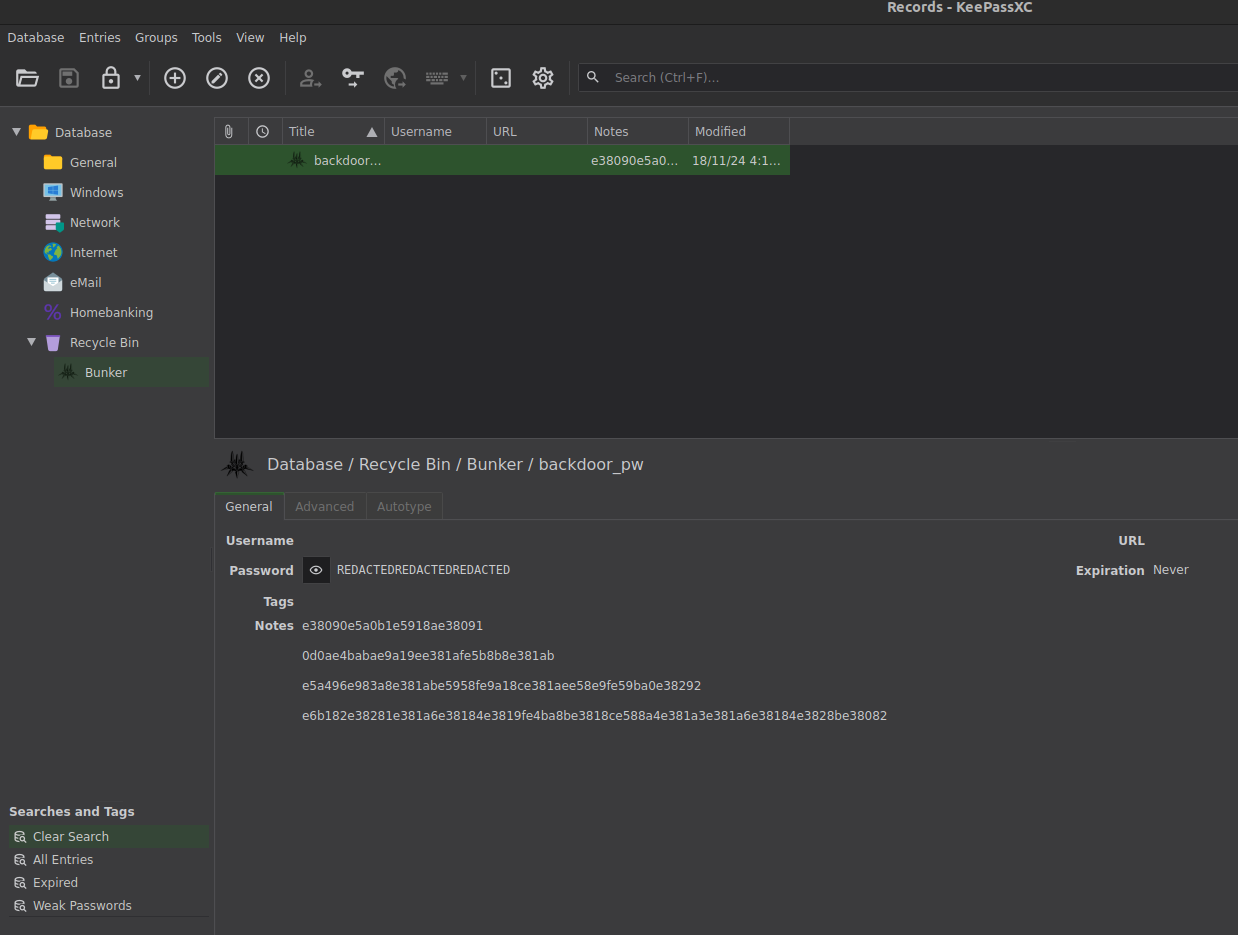 Records - KeePassXC
Database Entries Groups Tools View Help
Search (Ctrl+F)...
Database
General
Windows
Network
Internet
eMail
Homebanking
Recycle Bin
Bunker
Title Username URL Notes Modified
backdoor... e38090e5a0... 18/11/24 4:1...
Database / Recycle Bin / Bunker / backdoor_pw
General Advanced Autotype
Username URL
Password REDACTEDREDACTEDREDACTED Expiration Never
Tags
Notes e38090e5a0b1e5918ae38091
0d0ae4babae9a19ee381afe5b8b8e381ab
e5a496e983a8e381abe5958fe9a18ce381aee58e9fe59ba0e38292
e6b182e38281e381a6e38184e3819fe4ba8be3818ce588a4e381a3e381a6e38184e3828be38082
Searches and Tags
Clear Search
All Entries
Expired
Weak Passwords